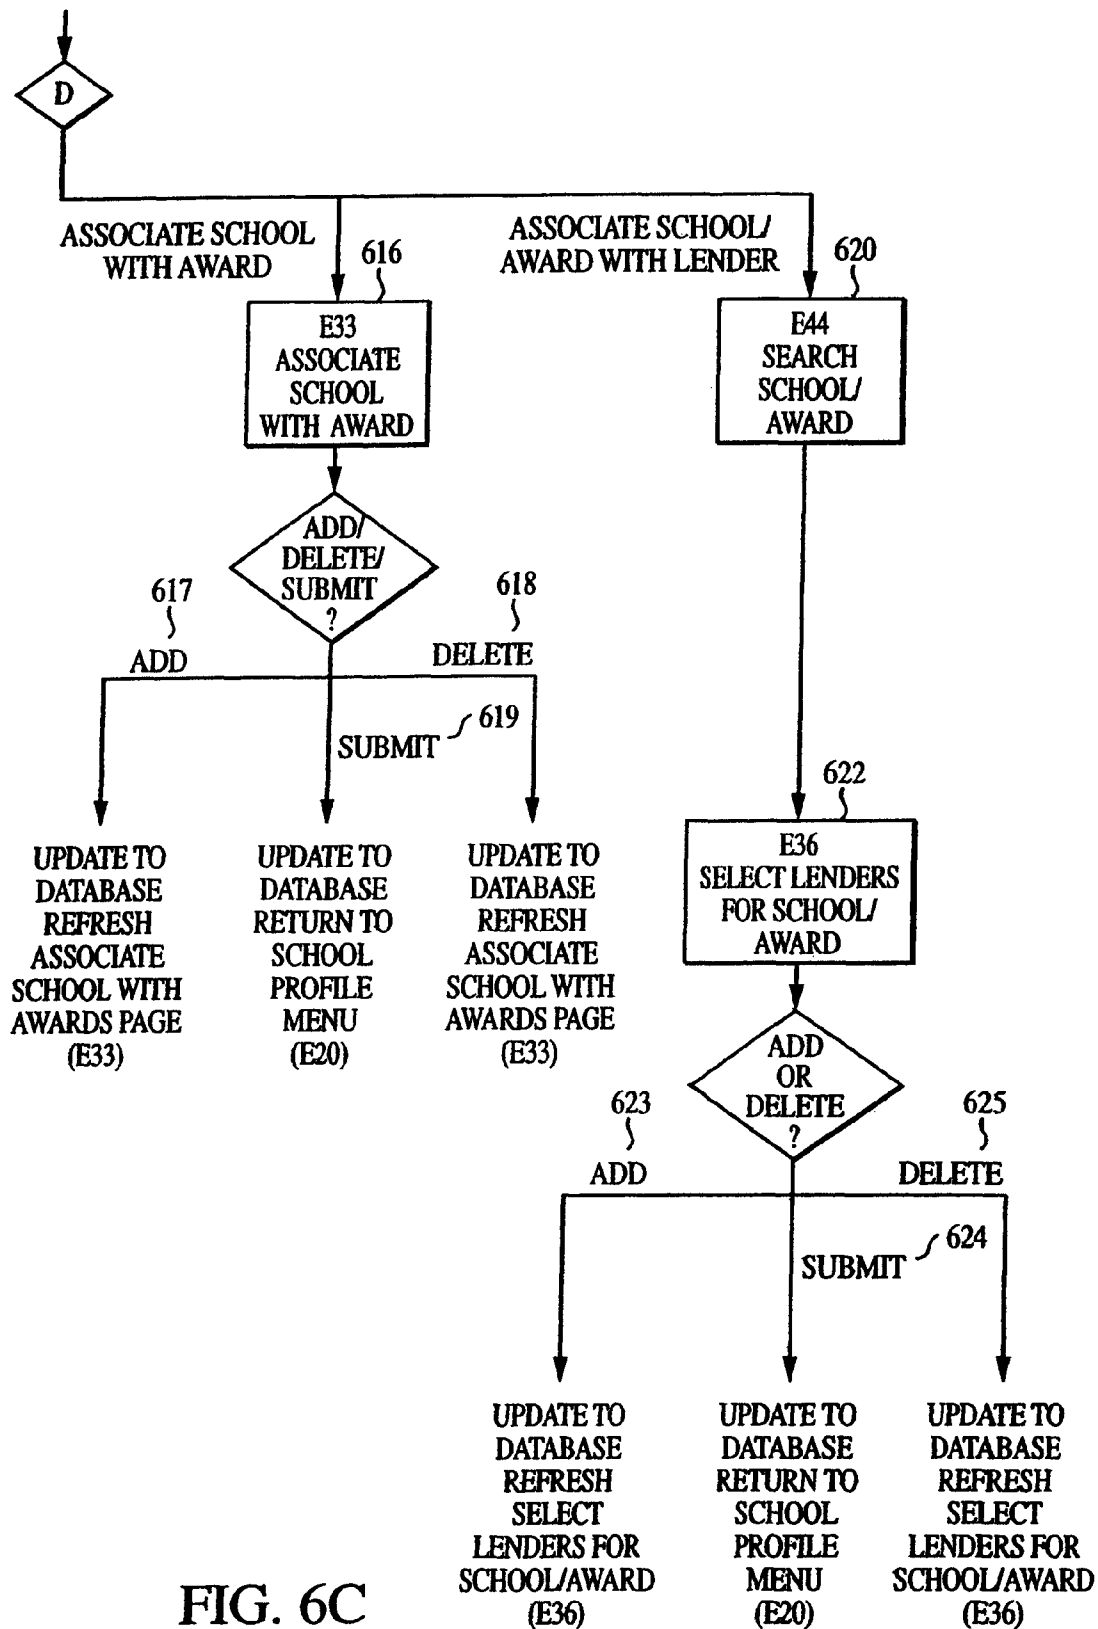 D
ASSOCIATE SCHOOL
WITH AWARD
616
E33
ASSOCIATE
SCHOOL
WITH AWARD
ADD/
DELETE/
SUBMIT
?
617
ADD
618
DELETE
619
SUBMIT
UPDATE TO
DATABASE
REFRESH
ASSOCIATE
SCHOOL WITH
AWARDS PAGE
(E33)
UPDATE TO
DATABASE
RETURN TO
SCHOOL
PROFILE
MENU
(E20)
UPDATE TO
DATABASE
REFRESH
ASSOCIATE
SCHOOL WITH
AWARDS PAGE
(E33)
ASSOCIATE SCHOOL/
AWARD WITH LENDER
620
E44
SEARCH
SCHOOL/
AWARD
622
E36
SELECT LENDERS
FOR SCHOOL/
AWARD
ADD
OR
DELETE
?
623
ADD
625
DELETE
624
SUBMIT
UPDATE TO
DATABASE
REFRESH
SELECT
LENDERS FOR
SCHOOL/AWARD
(E36)
UPDATE TO
DATABASE
RETURN TO
SCHOOL
PROFILE
MENU
(E20)
UPDATE TO
DATABASE
REFRESH
SELECT
LENDERS FOR
SCHOOL/AWARD
(E36)
FIG. 6C